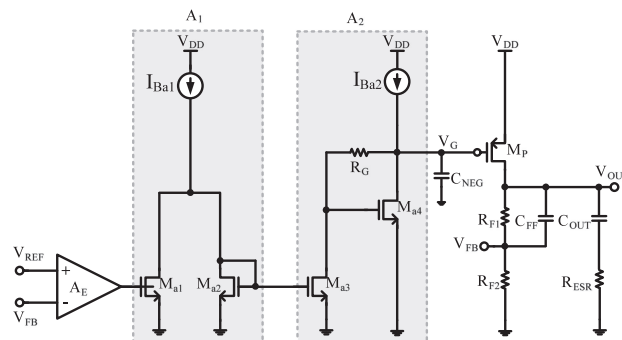 A1
A2
VDD
VDD
VDD
IBa1
IBa2
VG
MP
RG
CNEG
VOU
Ma4
RF1
CFF
COUT
VREF
VFB
+
AE
-
Ma1
Ma2
Ma3
RF2
RESR
VFB